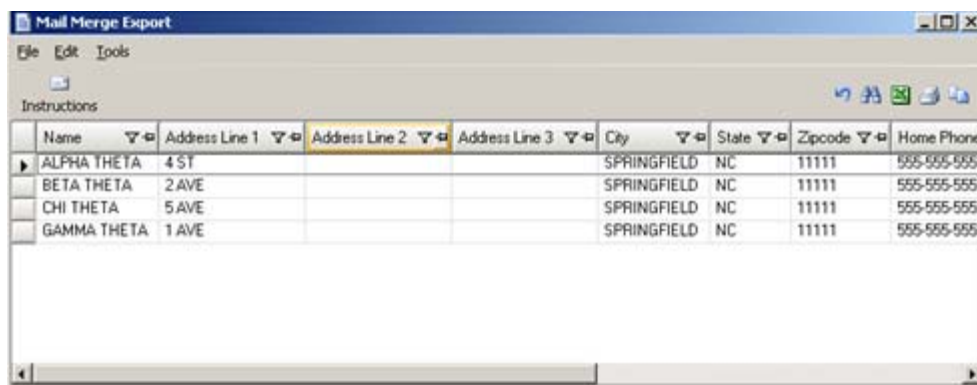 Mail Merge Export
File Edit Tools
Instructions
Name Address Line 1 Address Line 2 Address Line 3 City State Zipcode Home Phone
ALPHA THETA 4 ST SPRINGFIELD NC 11111 555-555-555
BETA THETA 2 AVE SPRINGFIELD NC 11111 555-555-555
CHI THETA 5 AVE SPRINGFIELD NC 11111 555-555-555
GAMMA THETA 1 AVE SPRINGFIELD NC 11111 555-555-555